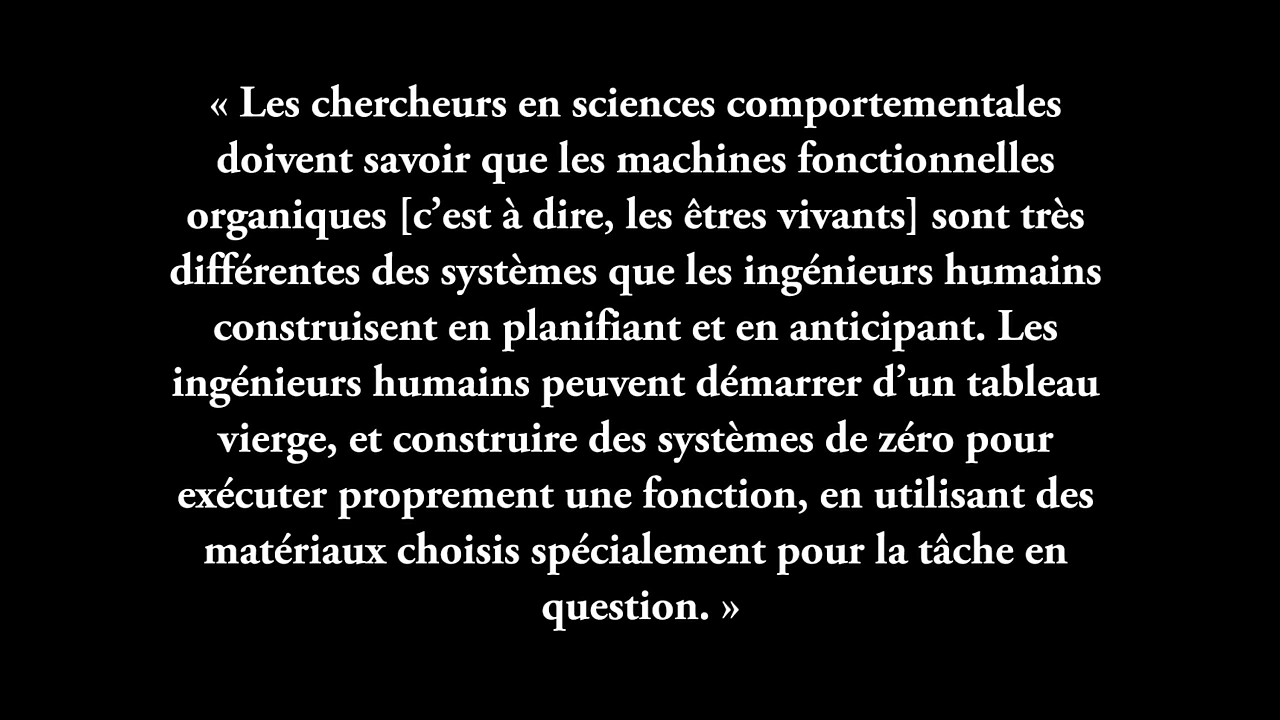 « Les chercheurs en sciences comportementales
doivent savoir que les machines fonctionnelles
organiques [c’est à dire, les êtres vivants] sont très
différentes des systèmes que les ingénieurs humains
construisent en planifiant et en anticipant. Les
ingénieurs humains peuvent démarrer d’un tableau
vierge, et construire des systèmes de zéro pour
exécuter proprement une fonction, en utilisant des
matériaux choisis spécialement pour la tâche en
question. »